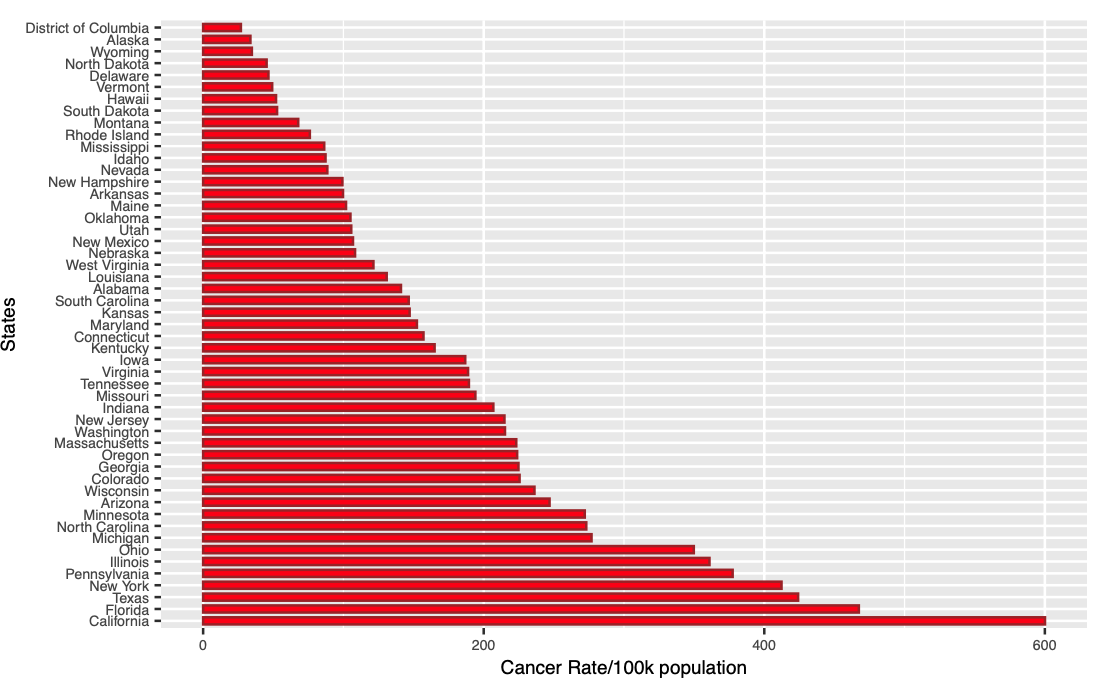 District of Columbia
Alaska
Wyoming
North Dakota
Delaware
Vermont
Hawaii
South Dakota
Montana
Rhode Island
Mississippi
Idaho
Nevada
New Hampshire
Arkansas
Maine
Oklahoma
Utah
New Mexico
Nebraska
West Virginia
Louisiana
Alabama
South Carolina
Kansas
Maryland
Connecticut
Kentucky
Iowa
Virginia
Tennessee
Missouri
Indiana
New Jersey
Washington
Massachusetts
Oregon
Georgia
Colorado
Wisconsin
Arizona
Minnesota
North Carolina
Michigan
Ohio
Illinois
Pennsylvania
New York
Texas
Florida
California
States
0 200 400 600
Cancer Rate/100k population